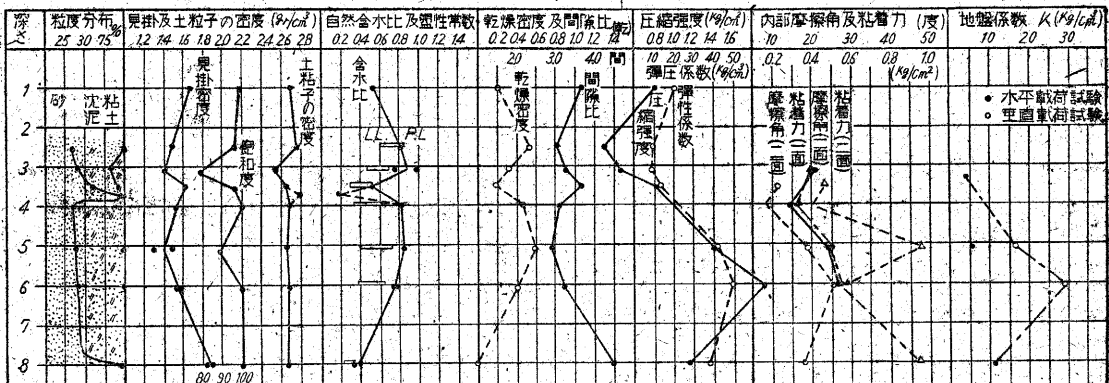 深さ 粒度分布% 見掛及土粒子の密度 (gr/cm³) 自然含水比及塑性常数 乾燥密度及間隙比(乾) 圧縮强度(Kg/cm²) 内部摩擦角及粘着力 (度) 地盤係数 K(Kg/cm³)
25 50 75 1.2 1.4 1.6 1.8 2.0 2.2 2.4 2.6 2.8 0.2 0.4 0.6 0.8 1.0 1.2 1.4 0.2 0.4 0.6 0.8 1.0 1.2 1.4 0.8 1.0 1.2 1.4 1.6 10 20 30 40 50 10 20 30
2.0 3.0 4.0 間 10 20 30 40 50 0.2 0.4 0.6 0.8 1.0
弾圧係数(Kg/cm²) (Kg/cm²)
砂 沈泥 粘土
見掛密度
飽和度
土粘子の密度
含水比
LL PL
乾燥密度
間隙比
圧縮强度
弾性係数
摩擦角(二面)
粘着力(二面)
摩擦角(一面)
粘着力(一面)
● 水平載荷試験
○ 垂直載荷試験
1
2
3
4
5
6
7
8
80 90 100